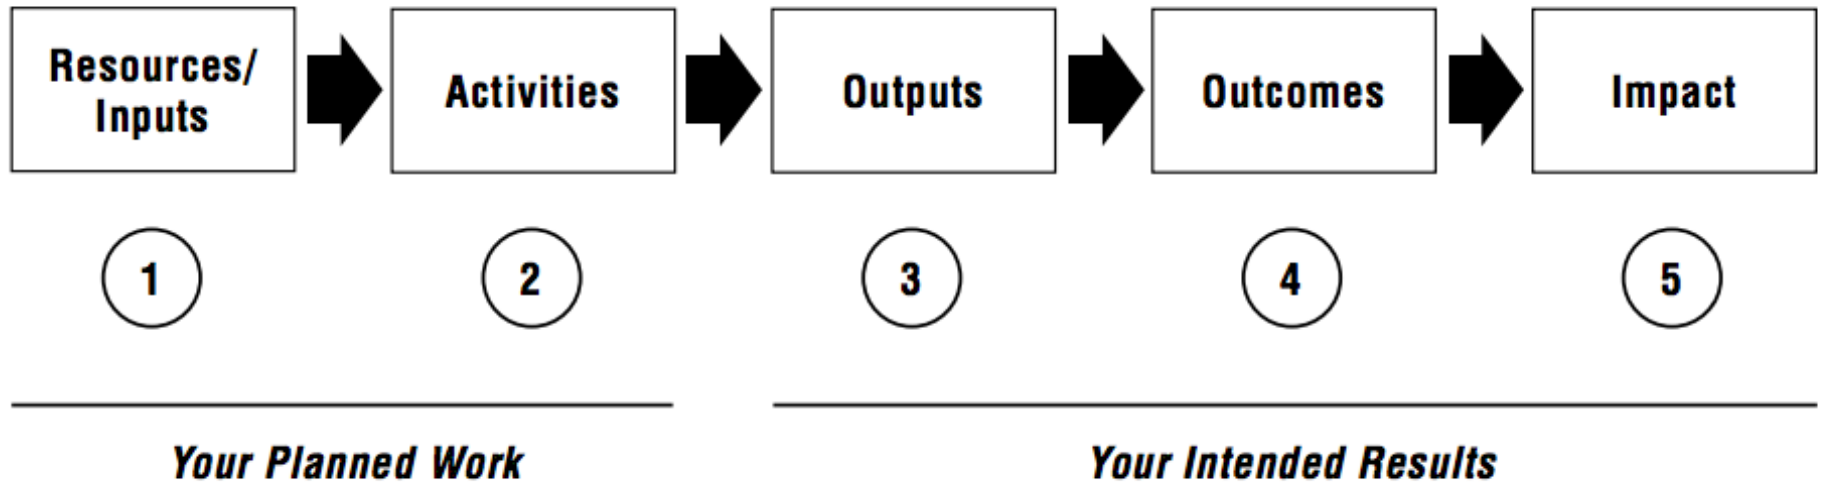 Resources/
Inputs
Activities
Outputs
Outcomes
Impact
1
2
3
4
5
Your Planned Work
Your Intended Results